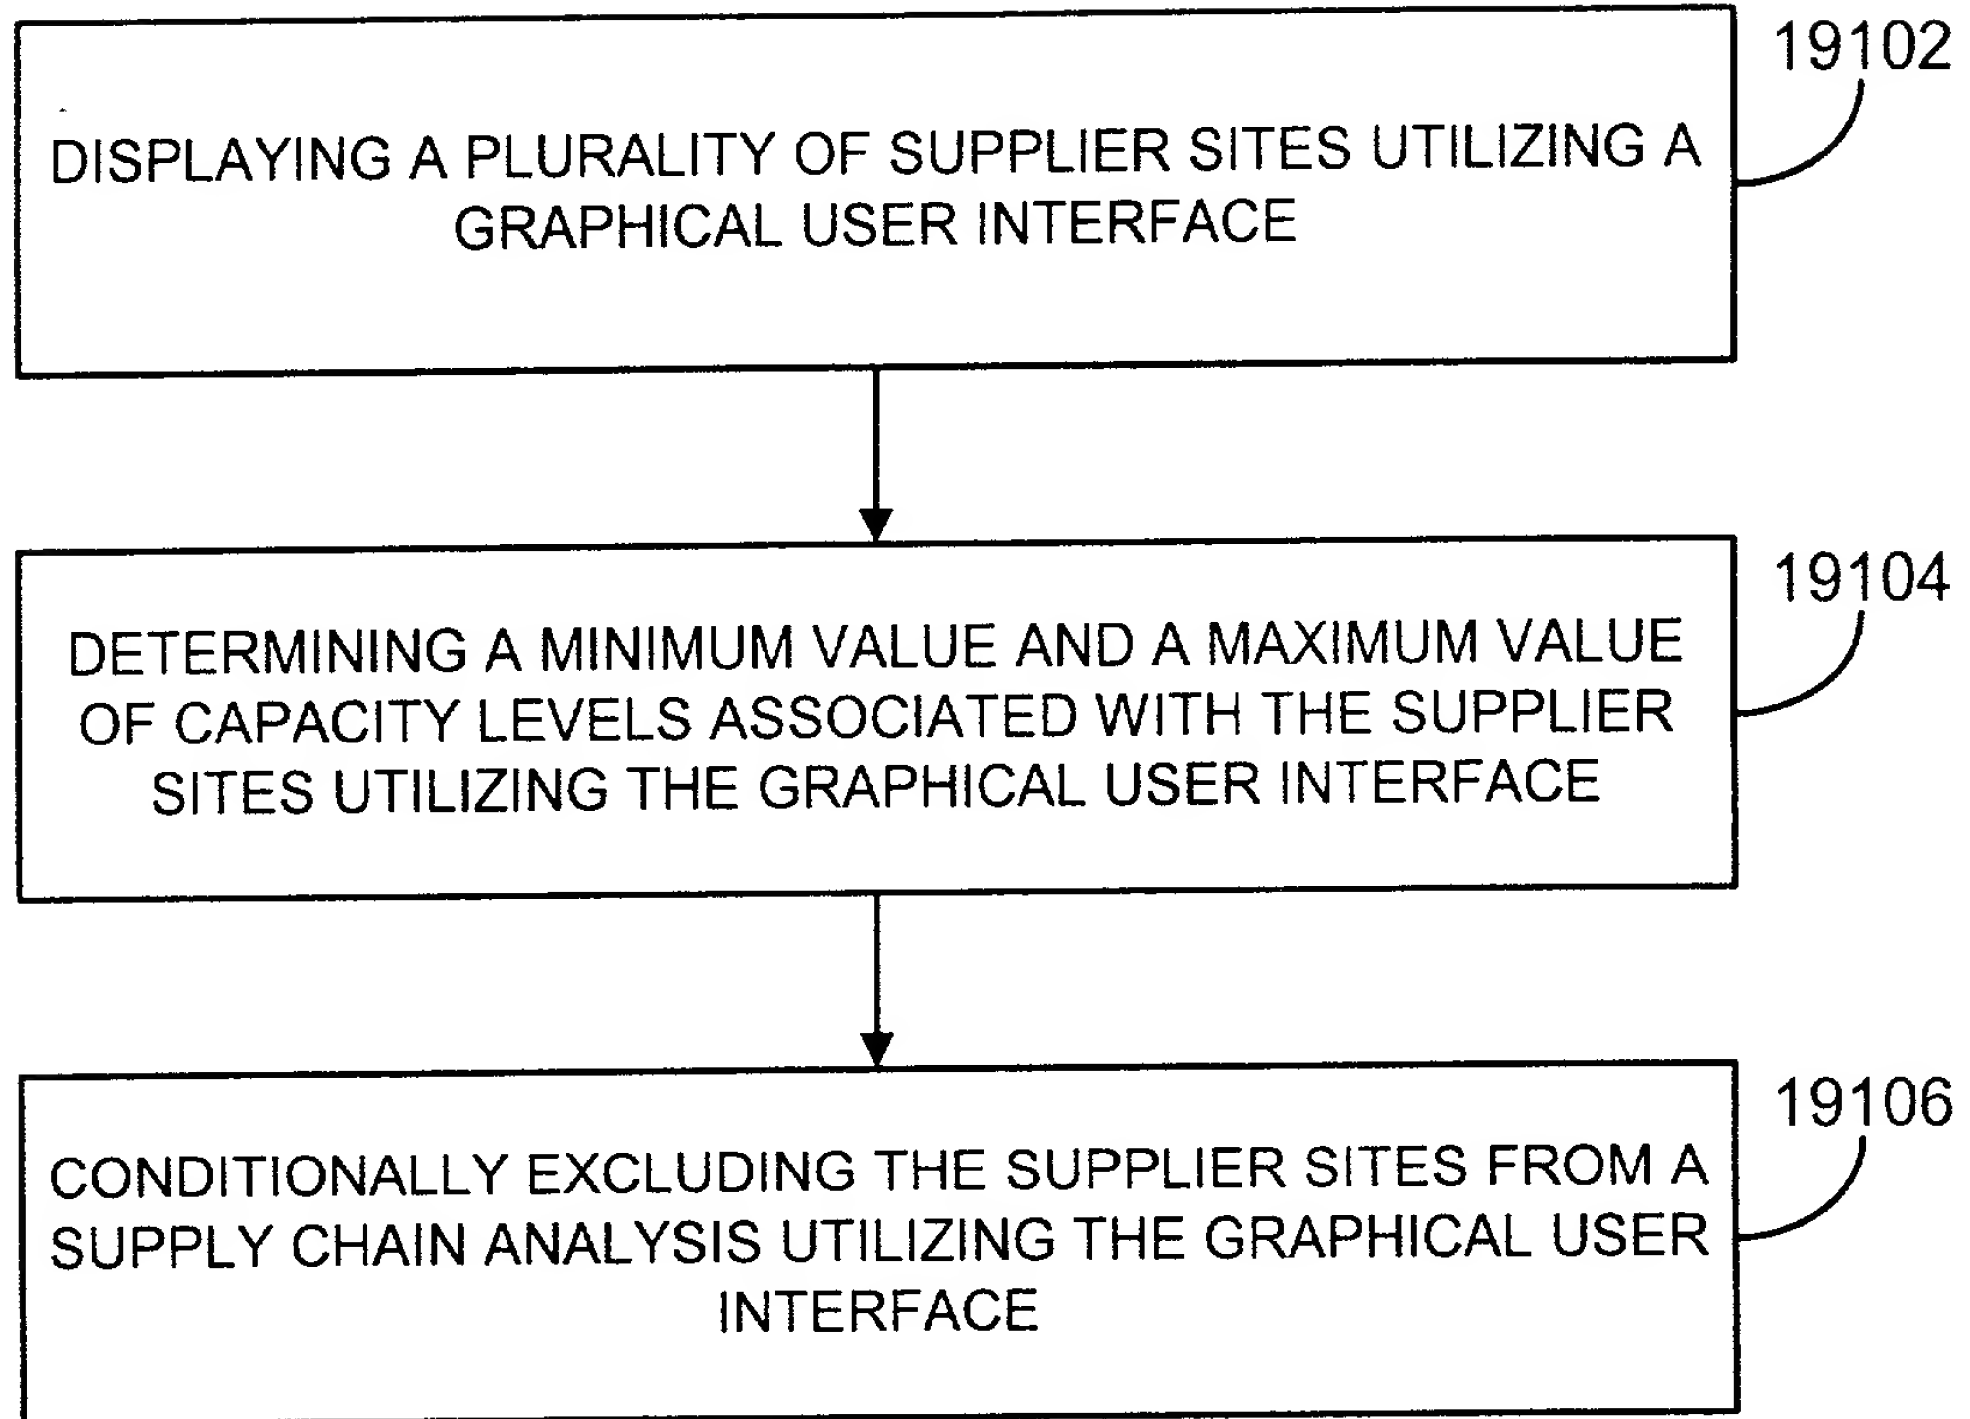 19102
DISPLAYING A PLURALITY OF SUPPLIER SITES UTILIZING A
GRAPHICAL USER INTERFACE
19104
DETERMINING A MINIMUM VALUE AND A MAXIMUM VALUE
OF CAPACITY LEVELS ASSOCIATED WITH THE SUPPLIER
SITES UTILIZING THE GRAPHICAL USER INTERFACE
19106
CONDITIONALLY EXCLUDING THE SUPPLIER SITES FROM A
SUPPLY CHAIN ANALYSIS UTILIZING THE GRAPHICAL USER
INTERFACE